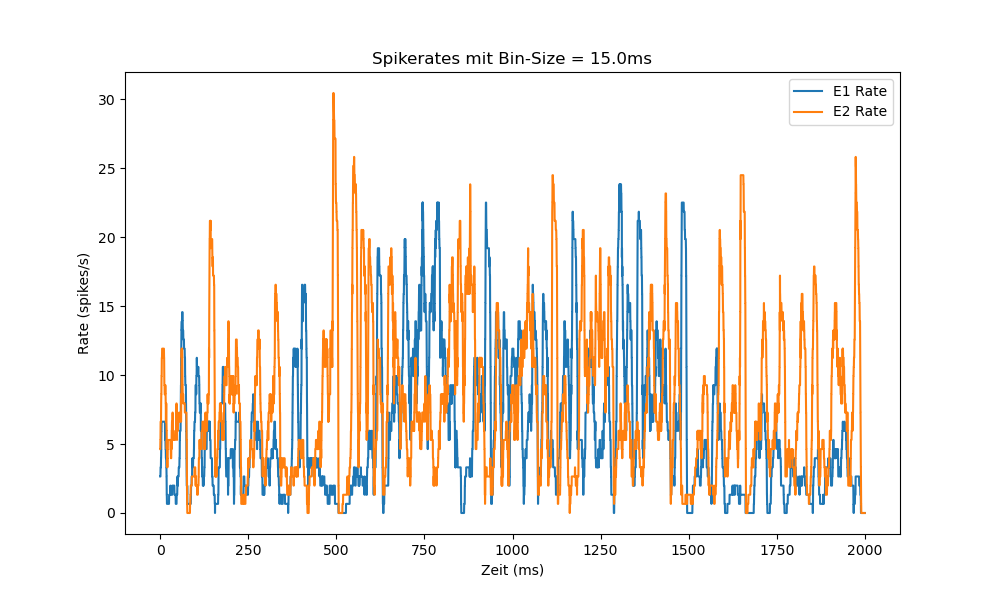 Spikerates mit Bin-Size = 15.0ms
E1 Rate
E2 Rate
30
25
20
15
10
5
0
Rate (spikes/s)
0 250 500 750 1000 1250 1500 1750 2000
Zeit (ms)